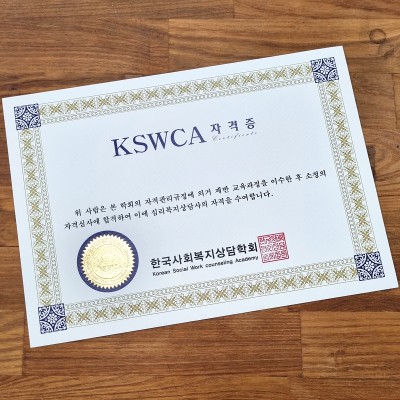 KSWCA 자격증
Certificate
위 사람은 본 학회의 자격관리규정에 의거 제반 교육과정을 이수한 후 소정의
자격심사에 합격하여 이에 심리복지상담사의 자격을 수여합니다.
한국사회복지상담학회
Korean Social Work counseling Academy